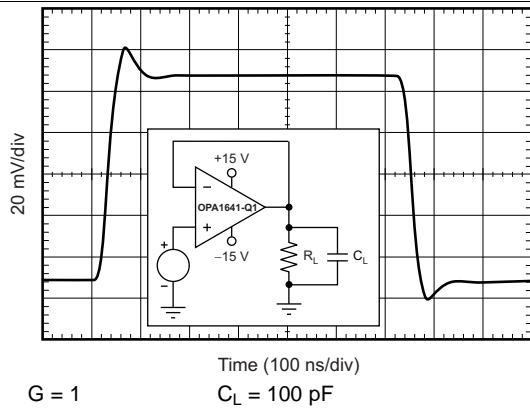 20 mV/div
+15 V
−
OPA1641-Q1
+
−15 V
+
−
R_L
C_L
Time (100 ns/div)
G = 1
C_L = 100 pF